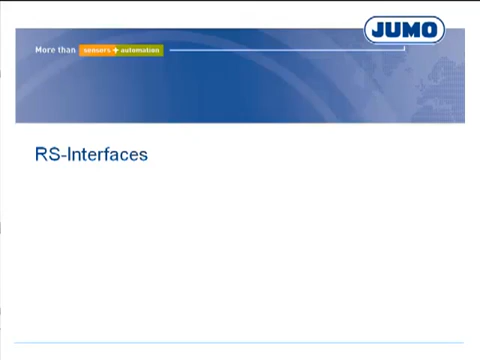 JUMO
More than sensors + automation
RS-Interfaces